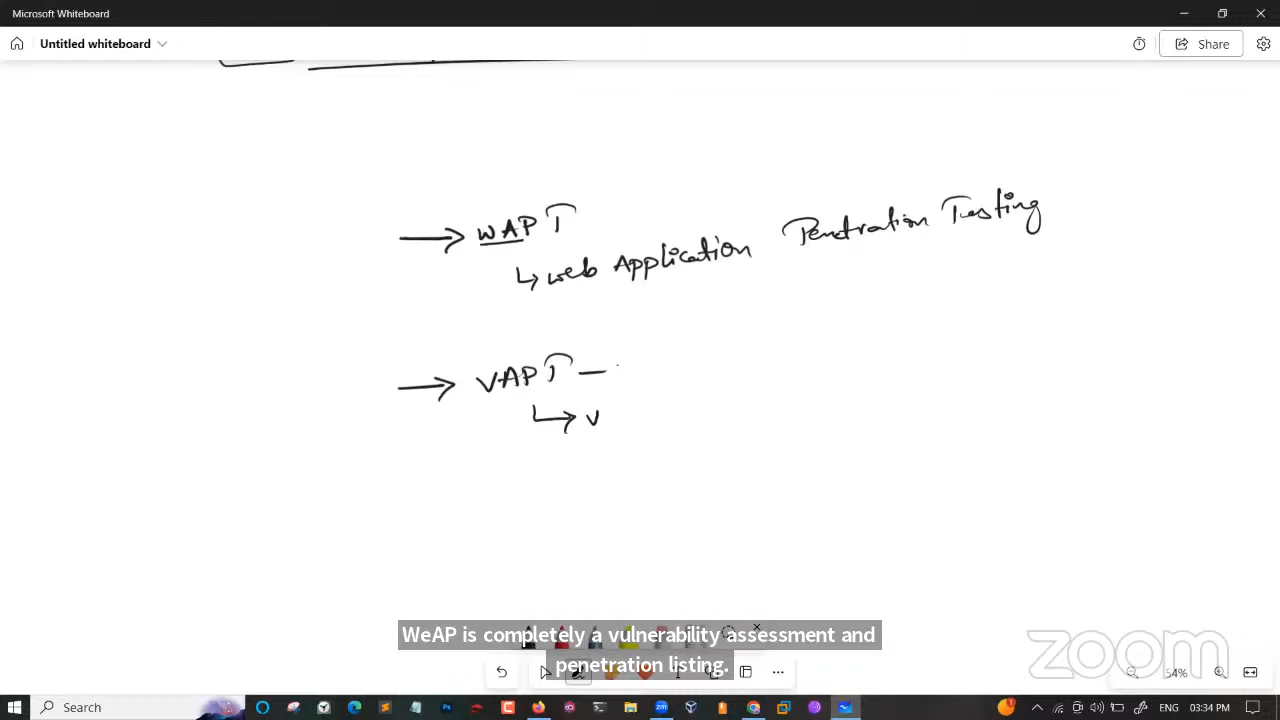 Microsoft Whiteboard
Untitled whiteboard
Share
→ WAPT
↳ web Application Penetration Testing
→ VAPT —
↳ v
WeAP is completely a vulnerability assessment and
penetration listing.
zoom
54%
Search
ENG 03:34 PM